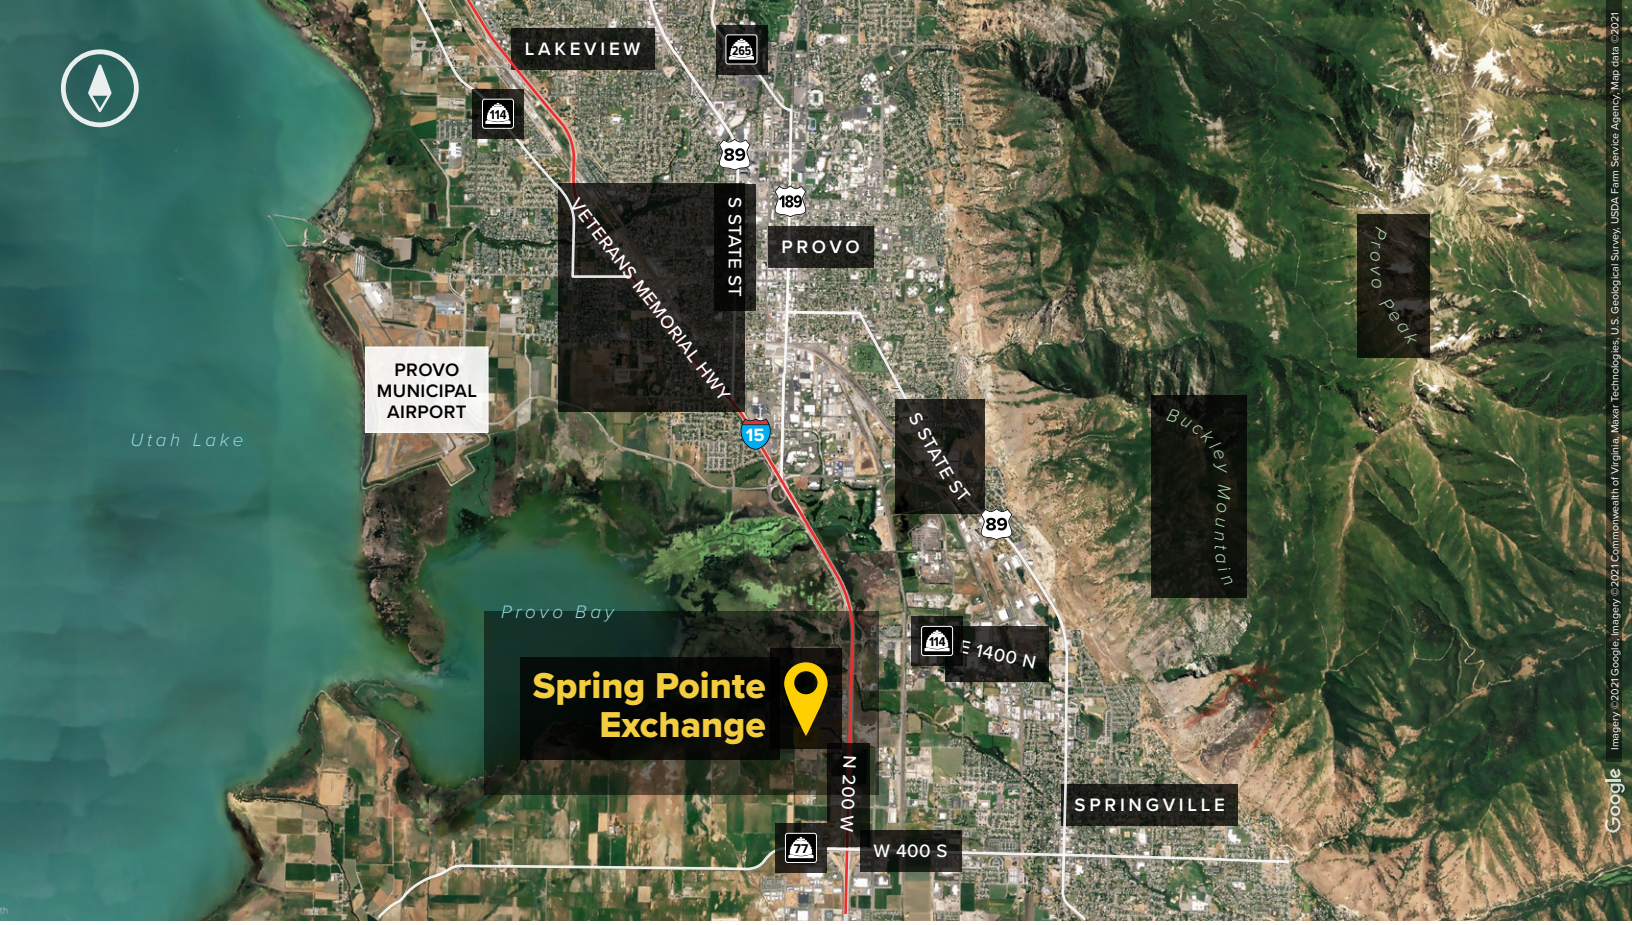 LAKEVIEW
265
114
89
189
S STATE ST
VETERANS MEMORIAL HWY
PROVO
Provo Peak
PROVO
MUNICIPAL
AIRPORT
Utah Lake
15
S STATE ST
Buckley Mountain
89
Provo Bay
114
E 1400 N
Spring Pointe
Exchange
N 200 W
SPRINGVILLE
77
W 400 S
Imagery ©2021 Google, Imagery ©2021 Commonwealth of Virginia, Maxar Technologies, U.S. Geological Survey, USDA Farm Service Agency, Map data ©2021
Google